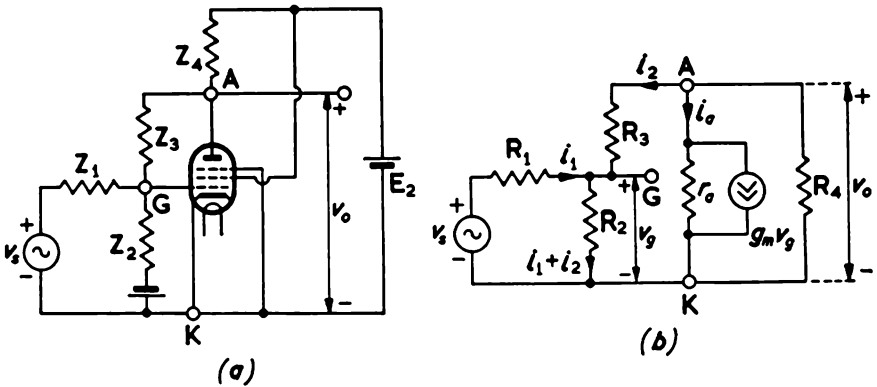 Z4
A
+
Z3
Z1
G
+
vs
-
Z2
vo
E2
-
K
(a)
i2
A
+
ia
R3
R1
i1
+
G
ra
R4
vo
+
vs
-
R2
vg
gmvg
i1+i2
-
-
K
(b)